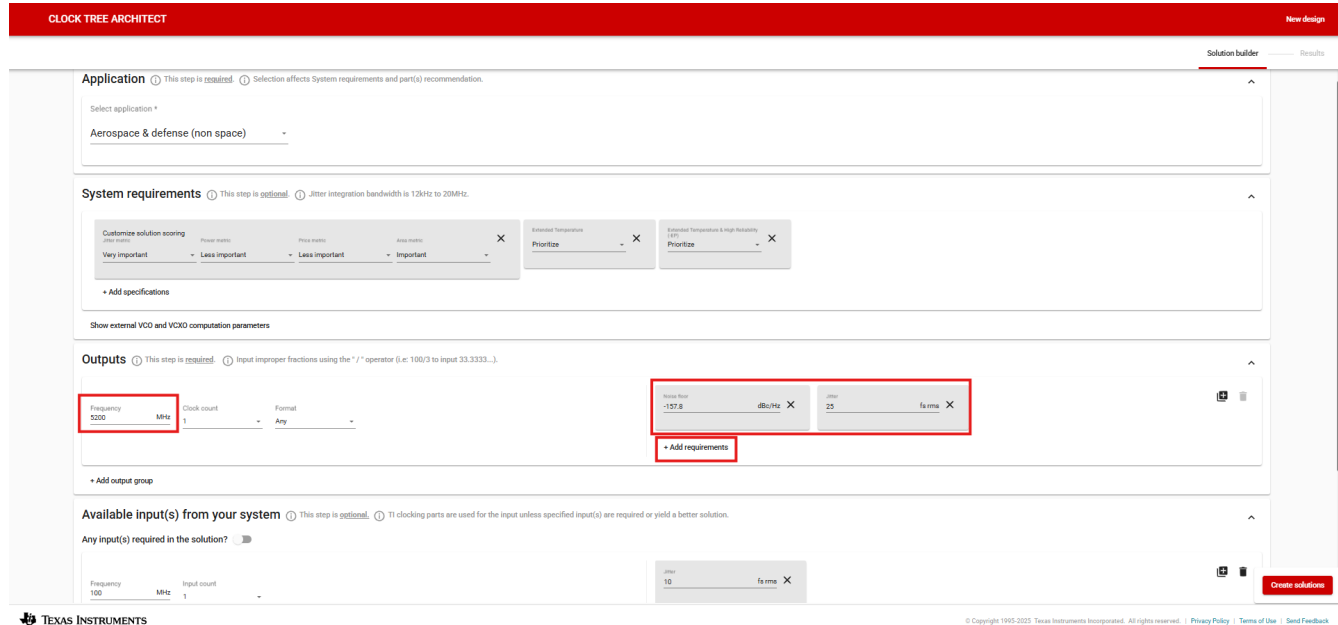 CLOCK TREE ARCHITECT
New design
Solution builder
Results
Application ⓘ This step is required. ⓘ Selection affects System requirements and part(s) recommendation.
Select application *
Aerospace & defense (non space)
System requirements ⓘ This step is optional. ⓘ Jitter integration bandwidth is 12kHz to 20MHz.
Customize solution scoring
Jitter metric Power metric Price metric Area metric
Very important Less important Less important Important
Extended Temperature
Prioritize
Extended Temperature & High Reliability (-EP)
Prioritize
+ Add specifications
Show external VCO and VCXO computation parameters
Outputs ⓘ This step is required. ⓘ Input improper fractions using the " / " operator (i.e: 100/3 to input 33.3333...).
Frequency Clock count Format
5200 MHz 1 Any
Noise floor
-157.8 dBc/Hz
Jitter
25 fs rms
+ Add requirements
+ Add output group
Available input(s) from your system ⓘ This step is optional. ⓘ TI clocking parts are used for the input unless specified input(s) are required or yield a better solution.
Any input(s) required in the solution?
Frequency Input count
100 MHz 1
Jitter
10 fs rms
Create solutions
TEXAS INSTRUMENTS
© Copyright 1995-2025 Texas Instruments Incorporated. All rights reserved. | Privacy Policy | Terms of Use | Send Feedback